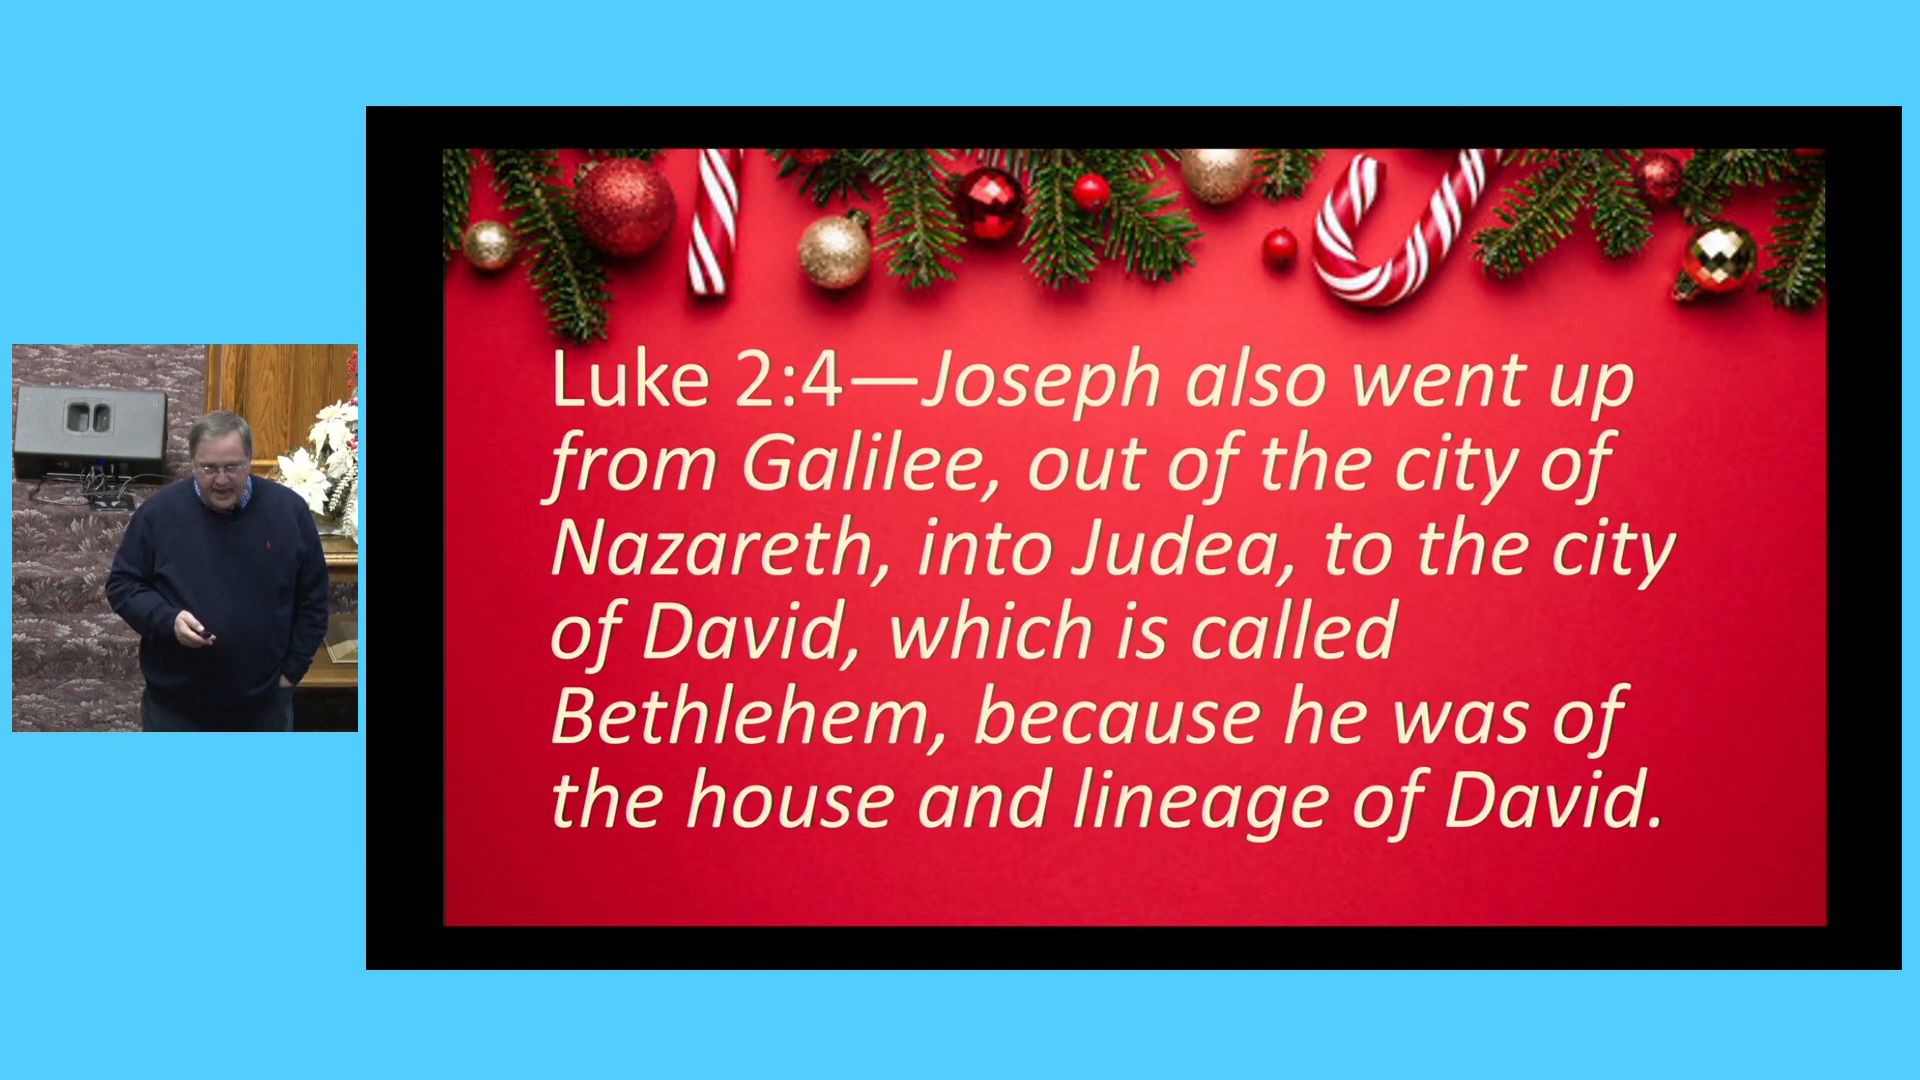 Luke 2:4—Joseph also went up
from Galilee, out of the city of
Nazareth, into Judea, to the city
of David, which is called
Bethlehem, because he was of
the house and lineage of David.